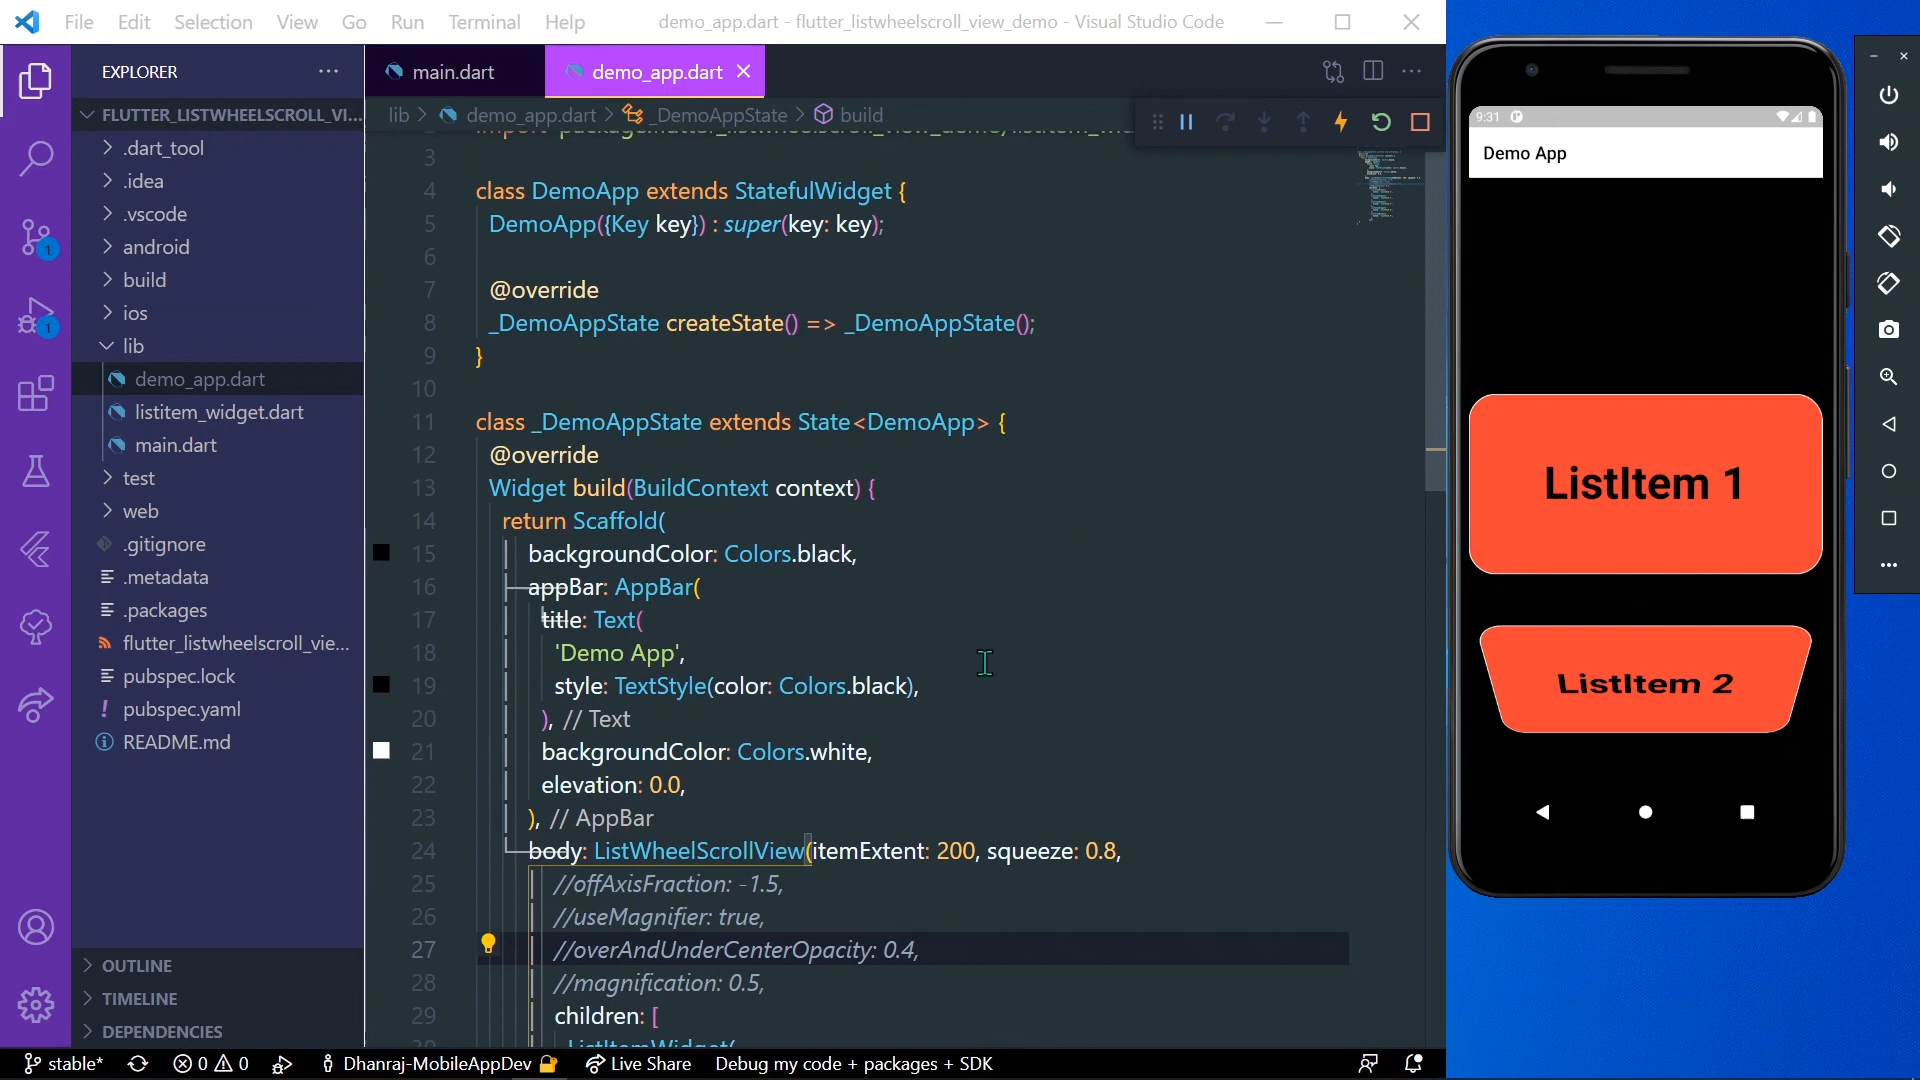 File Edit Selection View Go Run Terminal Help demo_app.dart - flutter_listwheelscroll_view_demo - Visual Studio Code
EXPLORER
main.dart
demo_app.dart
FLUTTER_LISTWHEELSCROLL_VI...
lib > demo_app.dart > _DemoAppState > build
.dart_tool
.idea
.vscode
android
build
ios
lib
demo_app.dart
listitem_widget.dart
main.dart
test
web
.gitignore
.metadata
.packages
flutter_listwheelscroll_vie...
pubspec.lock
pubspec.yaml
README.md
OUTLINE
TIMELINE
DEPENDENCIES
1
1
3
4 class DemoApp extends StatefulWidget {
5 DemoApp({Key key}) : super(key: key);
6
7 @override
8 _DemoAppState createState() => _DemoAppState();
9 }
10
11 class _DemoAppState extends State<DemoApp> {
12 @override
13 Widget build(BuildContext context) {
14 return Scaffold(
15 backgroundColor: Colors.black,
16 appBar: AppBar(
17 title: Text(
18 'Demo App',
19 style: TextStyle(color: Colors.black),
20 ), // Text
21 backgroundColor: Colors.white,
22 elevation: 0.0,
23 ), // AppBar
24 body: ListWheelScrollView(itemExtent: 200, squeeze: 0.8,
25 //offAxisFraction: -1.5,
26 //useMagnifier: true,
27 //overAndUnderCenterOpacity: 0.4,
28 //magnification: 0.5,
29 children: [
30 ListItemWidget(
stable* 0 0 Dhanraj-MobileAppDev Live Share Debug my code + packages + SDK
9:31
Demo App
ListItem 1
ListItem 2